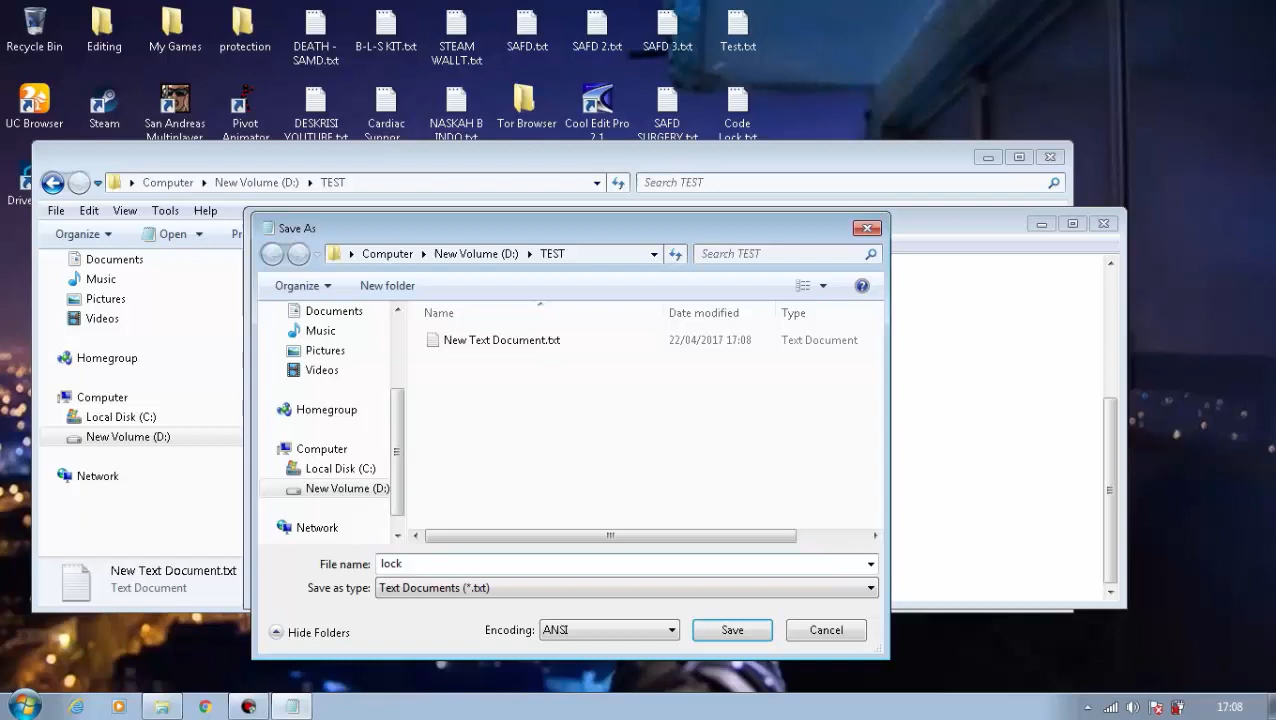 Recycle Bin
Editing
My Games
protection
DEATH -
SAMD.txt
B-L-S KIT.txt
STEAM
WALLT.txt
SAFD.txt
SAFD 2.txt
SAFD 3.txt
Test.txt
UC Browser
Steam
San Andreas
Multiplayer
Pivot
Animator
DESKRISI
YOUTUBE.txt
Cardiac
NASKAH B
INDO.txt
Tor Browser
Cool Edit Pro
2.1
SAFD
SURGERY.txt
Code
Lock.txt
Computer
New Volume (D:)
TEST
Search TEST
File
Edit
View
Tools
Help
Organize
Open
Documents
Music
Pictures
Videos
Homegroup
Computer
Local Disk (C:)
New Volume (D:)
Network
New Text Document.txt
Text Document
Save As
Computer
New Volume (D:)
TEST
Search TEST
Organize
New folder
Documents
Music
Pictures
Videos
Homegroup
Computer
Local Disk (C:)
New Volume (D:)
Network
Name
Date modified
Type
New Text Document.txt
22/04/2017 17:08
Text Document
File name:
lock
Save as type:
Text Documents (*.txt)
Hide Folders
Encoding:
ANSI
Save
Cancel
17:08